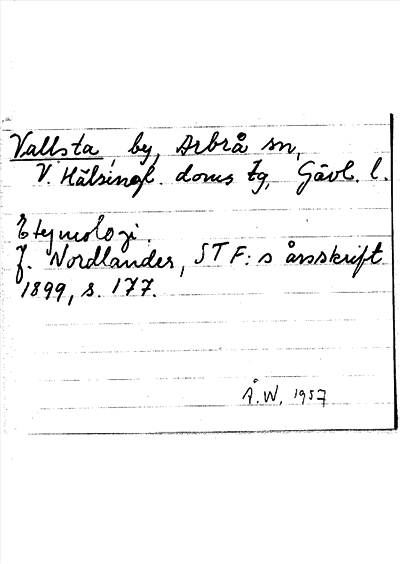 Vallsta, by, Arbrå sn,
V. Hälsingl. doms tg, Gävl. l.
Etymologi.
J. Nordlander, STF:s årsskrift
1899, s. 177.
Å.W. 1957